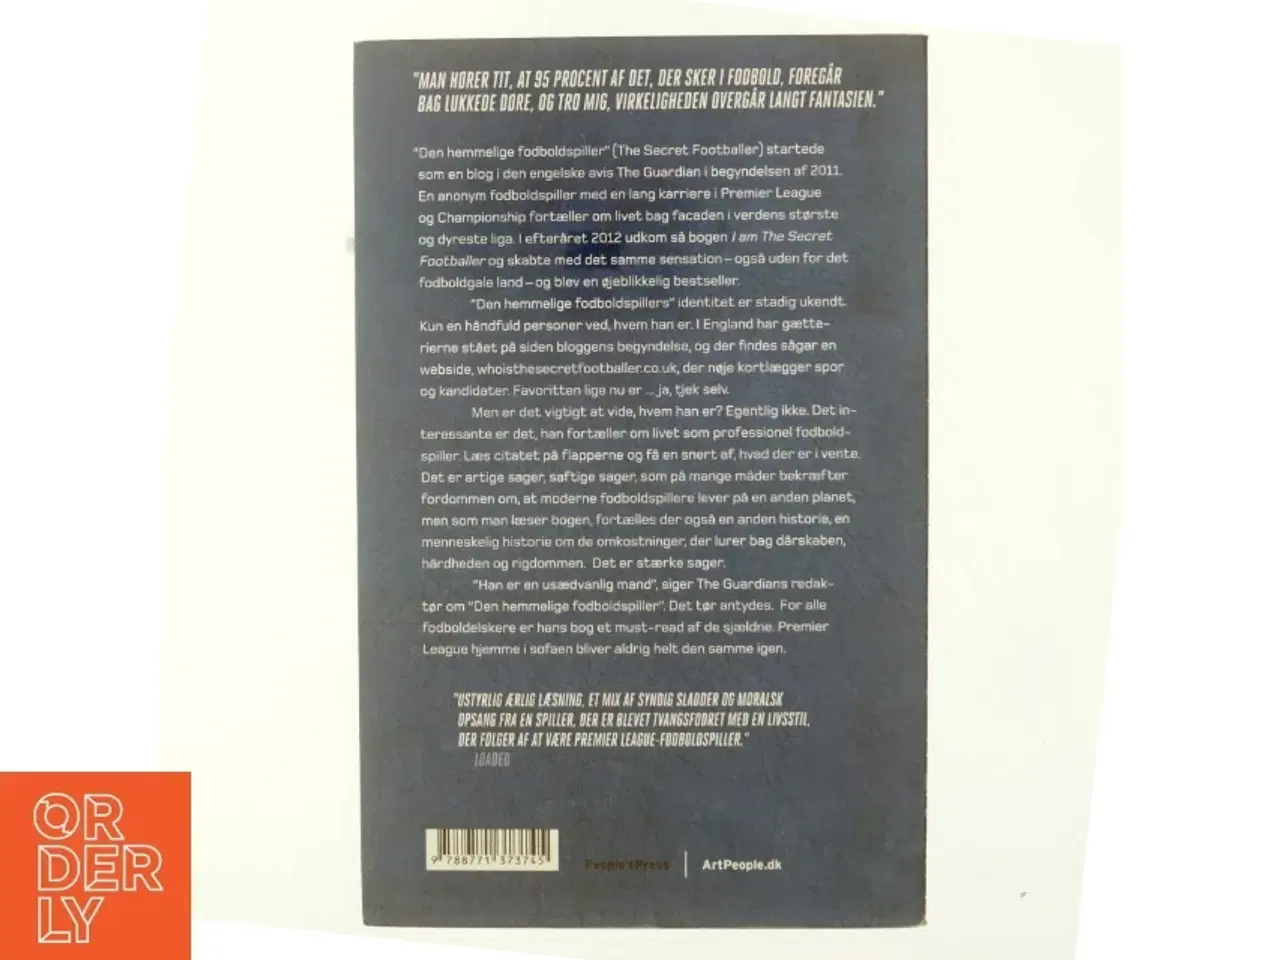 "MAN HØRER TIT, AT 95 PROCENT AF DET, DER SKER I FODBOLD, FOREGÅR
BAG LUKKEDE DØRE, OG TRO MIG, VIRKELIGHEDEN OVERGÅR LANGT FANTASIEN."
"Den hemmelige fodboldspiller" (The Secret Footballer) startede
som en blog i den engelske avis The Guardian i begyndelsen af 2011.
En anonym fodboldspiller med en lang karriere i Premier League
og Championship fortæller om livet bag facaden i verdens største
og dyreste liga. I efteråret 2012 udkom så bogen I am The Secret
Footballer og skabte med det samme sensation – også uden for det
fodboldgale land – og blev en øjeblikkelig bestseller.
"Den hemmelige fodboldspillers" identitet er stadig ukendt.
Kun en håndfuld personer ved, hvem han er. I England har gætte-
rierne stået på siden bloggens begyndelse, og der findes sågar en
webside, whoisthesecretfootballer.co.uk, der nøje kortlægger spor
og kandidater. Favoritten lige nu er ... ja, tjek selv.
Men er det vigtigt at vide, hvem han er? Egentlig ikke. Det in-
teressante er det, han fortæller om livet som professionel fodbold-
spiller. Læs citatet på flapperne og få en snert af, hvad der er i vente.
Det er artige sager, saftige sager, som på mange måder bekræfter
fordommen om, at moderne fodboldspillere lever på en anden planet,
men som man læser bogen, fortælles der også en anden historie, en
menneskelig historie om de omkostninger, der lurer bag dårskaben,
hårdheden og rigdommen. Det er stærke sager.
"Han er en usædvanlig mand", siger The Guardians redak-
tør om "Den hemmelige fodboldspiller". Det tør antydes. For alle
fodboldelskere er hans bog et must-read af de sjældne. Premier
League hjemme i sofaen bliver aldrig helt den samme igen.
"USTYRLIG ÆRLIG LÆSNING, ET MIX AF SYNDIG SLADDER OG MORALSK
OPSANG FRA EN SPILLER, DER ER BLEVET TVANGSFODRET MED EN LIVSSTIL,
DER FØLGER AF AT VÆRE PREMIER LEAGUE-FODBOLDSPILLER."
LOADED
9 788771 373745
People'sPress | ArtPeople.dk
ORDERLY